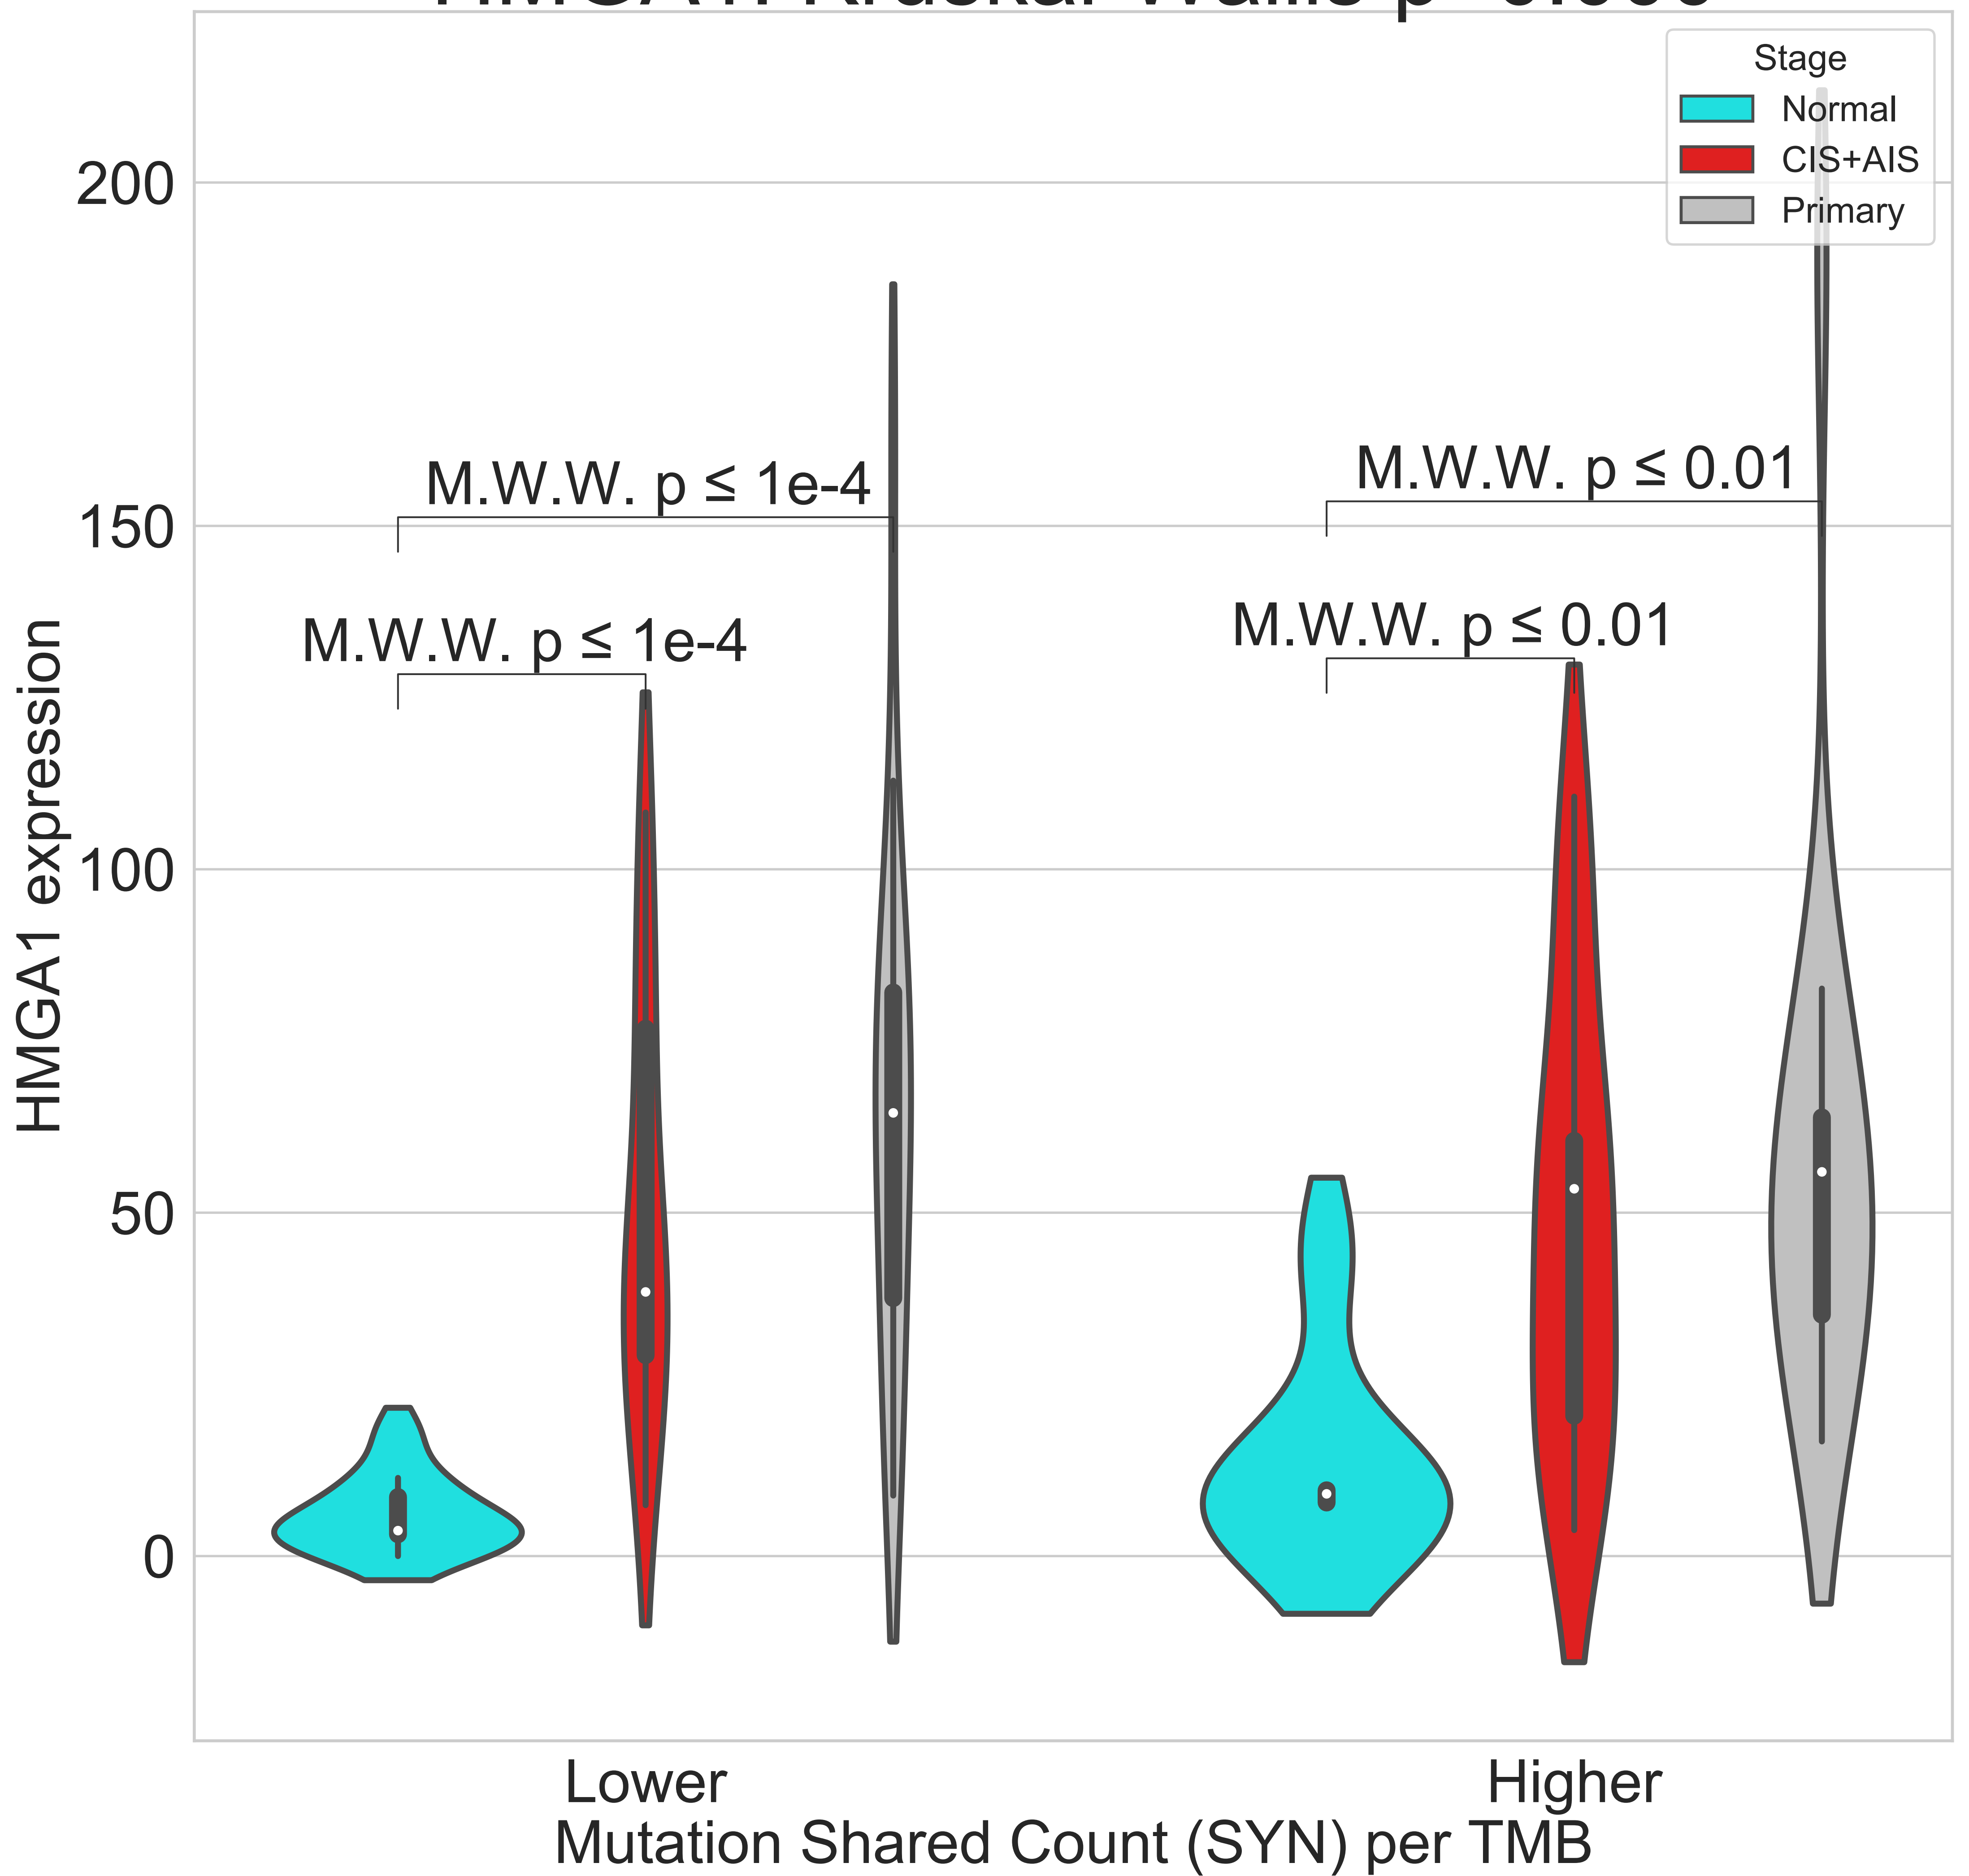 Stage
Normal
CIS+AIS
Primary
200
150
100
50
0
HMGA1 expression
M.W.W. p ≤ 1e-4
M.W.W. p ≤ 0.01
M.W.W. p ≤ 1e-4
M.W.W. p ≤ 0.01
Lower
Higher
Mutation Shared Count (SYN) per TMB